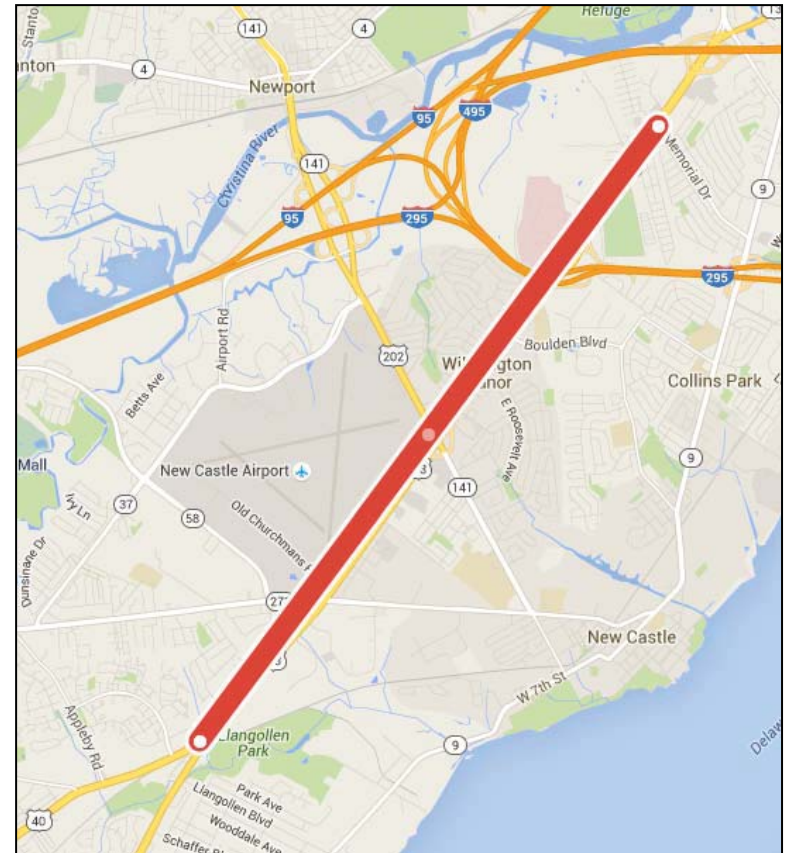 Refuge
Stanto
141
4
13
anton
4
Newport
95
495
Christina River
141
Memorial Dr
9
95
295
295
Airport Rd
202
Boulden Blvd
Collins Park
Betts Ave
E Roosevelt Ave
9
Mall
New Castle Airport
141
Ivy Ln
37
58
Old Churchmans
Dunsinane Dr
New Castle
W 7th St
Appleby Rd
Llangollen
Park
9
Delaw
Park Ave
Llangollen Blvd
40
Wooddale Ave